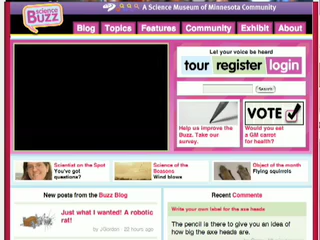 science
Buzz
A Science Museum of Minnesota Community
Blog Topics Features Community Exhibit About
Let your voice be heard
tour register login
Search
VOTE
Help us improve the
Buzz. Take our
survey.
Would you eat
a GM carrot
for health?
Scientist on the Spot
You've got
questions?
Science of the
Seasons
Wind blows
Object of the month
Flying squirrels
New posts from the Buzz Blog
Just what I wanted! A robotic
rat!
by JGordon - 22 hours ago
Recent Comments
Write your own label for the axe heads
The pencil is there to give you an idea of
how big the axe heads are.